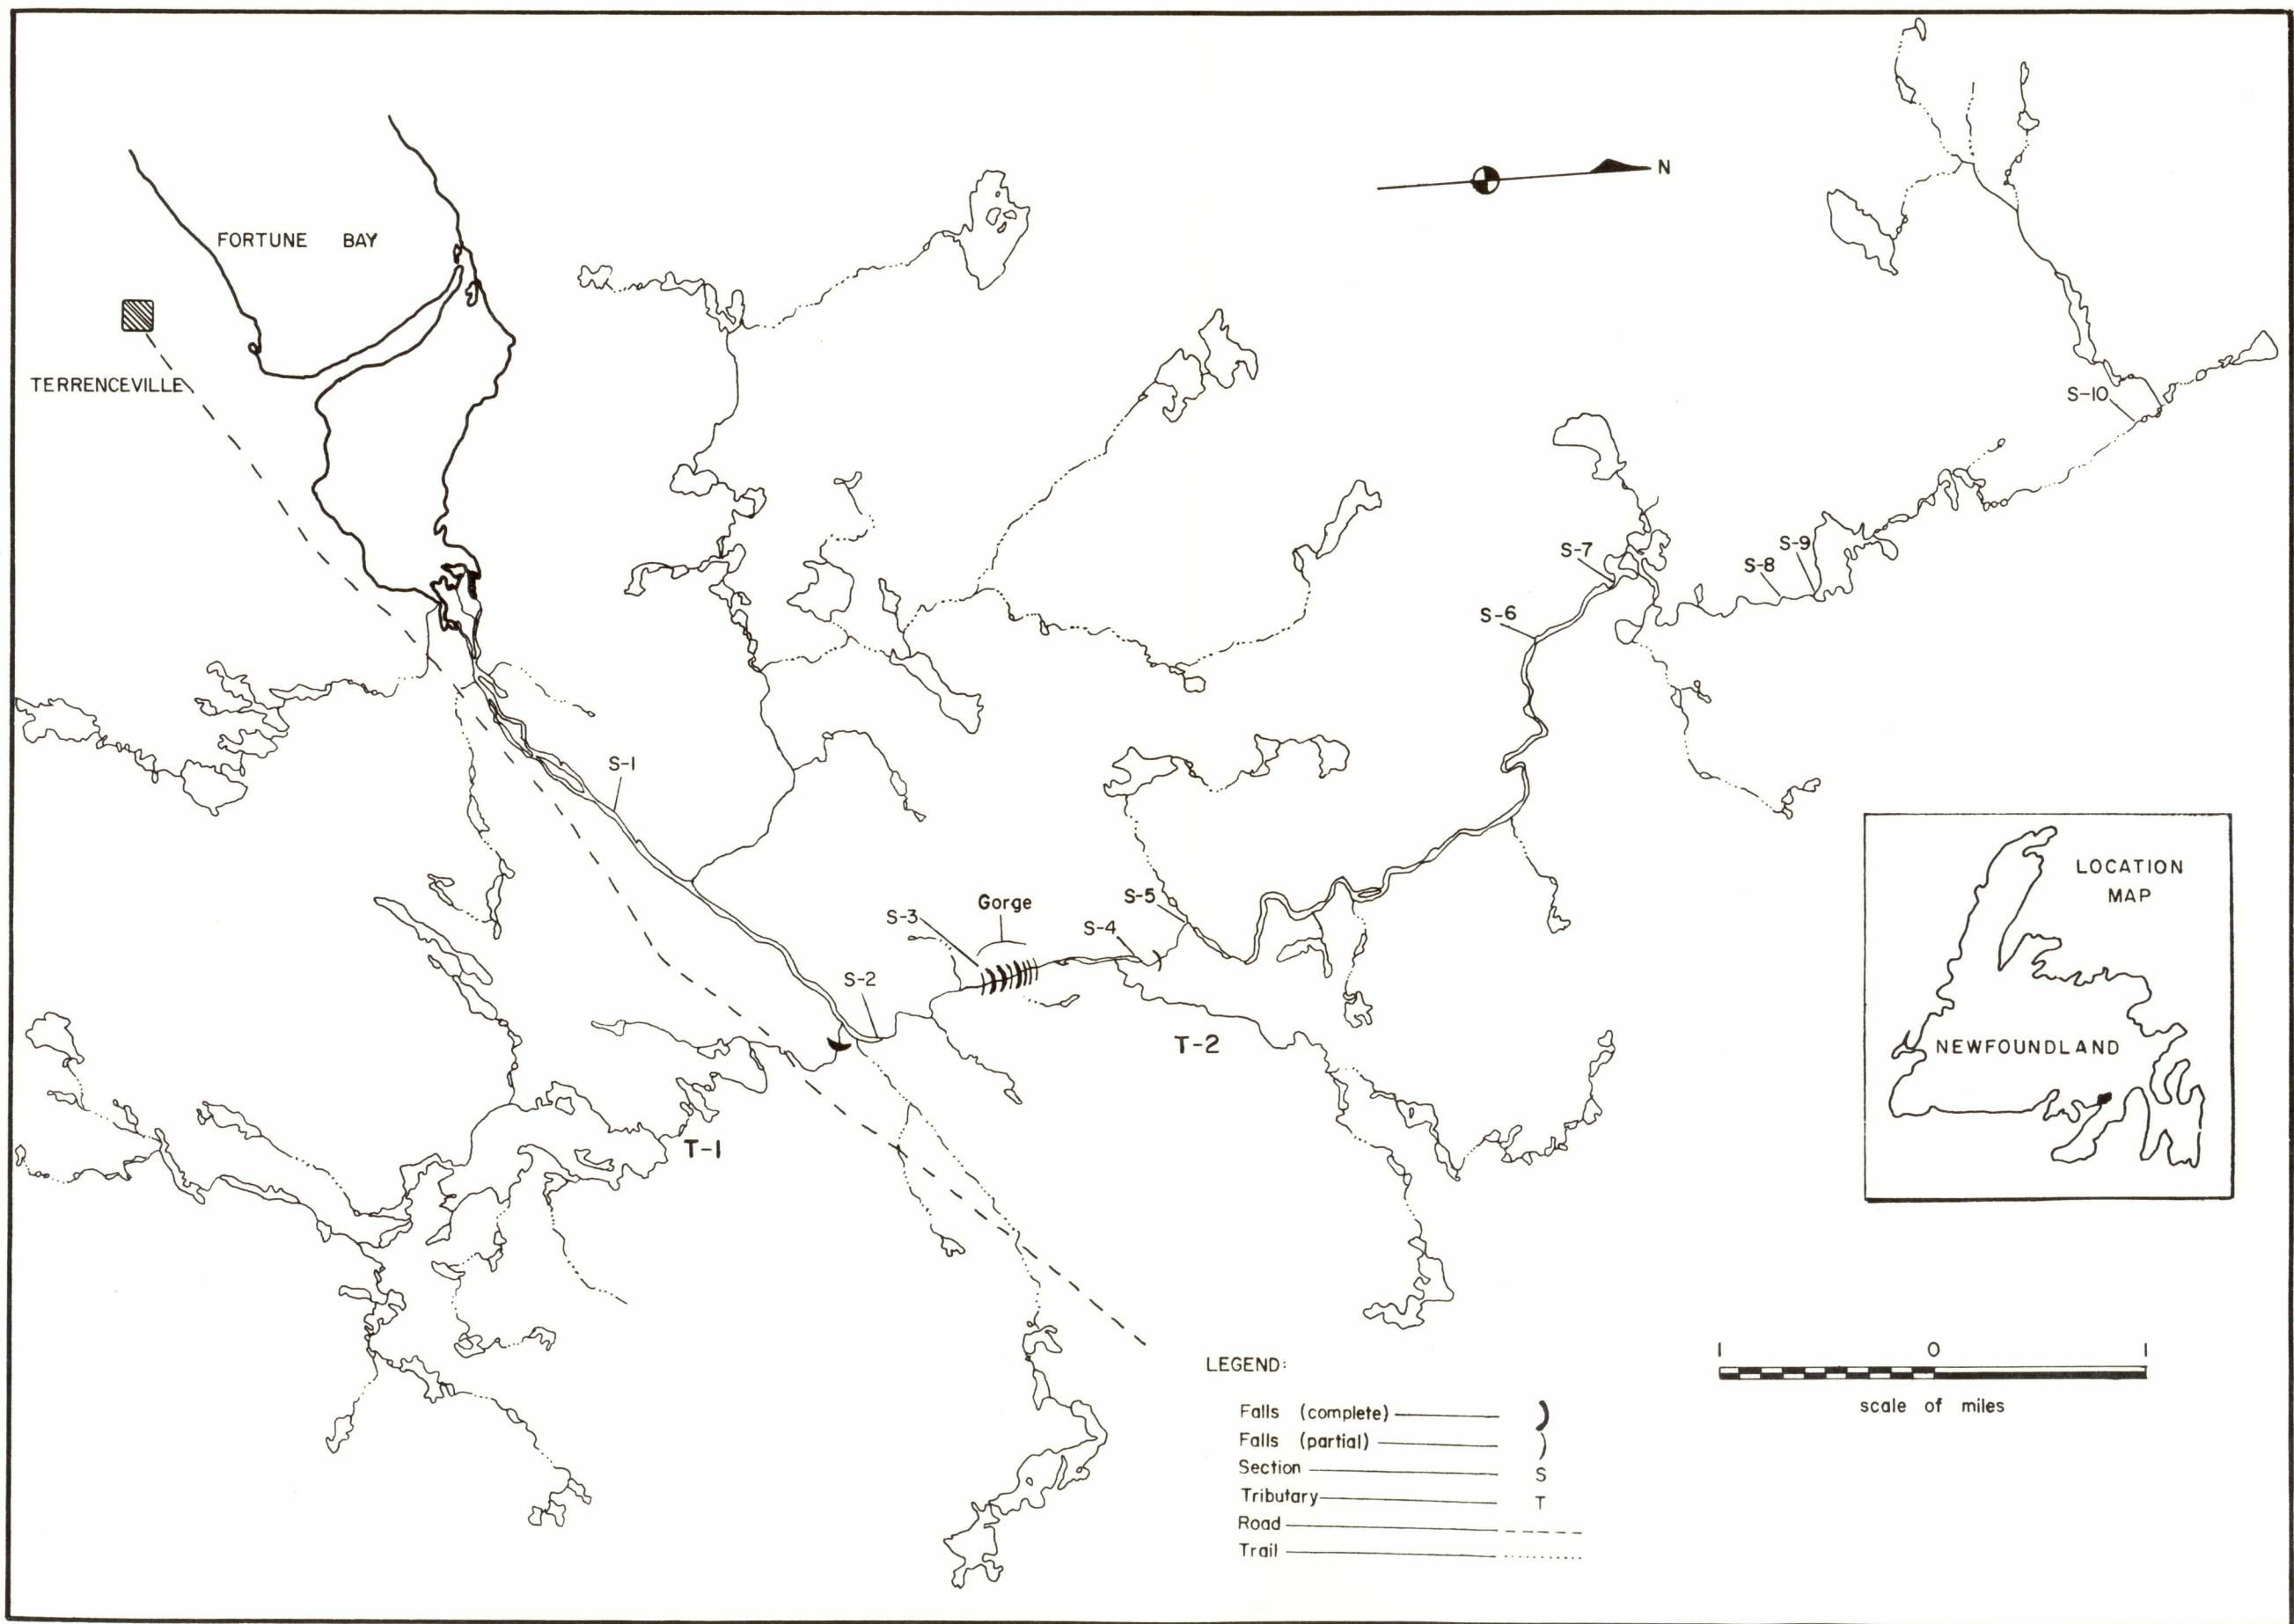 N
FORTUNE BAY
TERRENCEVILLE
S-10
S-9
S-7
S-8
S-6
S-1
LOCATION
MAP
S-5
Gorge
S-3
S-4
S-2
T-2
NEWFOUNDLAND
T-1
1 0 1
scale of miles
LEGEND:
Falls (complete) )
Falls (partial) )
Section S
Tributary T
Road
Trail